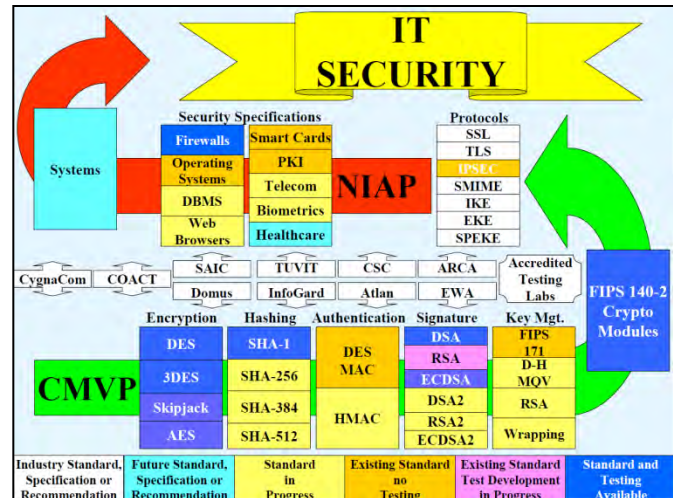 IT
SECURITY
Security Specifications
Protocols
Systems
Firewalls
Operating
Systems
DBMS
Web
Browsers
Smart Cards
PKI
Telecom
Biometrics
Healthcare
NIAP
SSL
TLS
IPSEC
SMIME
IKE
EKE
SPEKE
CygnaCom
COACT
SAIC
TUVIT
CSC
ARCA
Domus
InfoGard
Atlan
EWA
Accredited
Testing
Labs
FIPS 140-2
Crypto
Modules
CMVP
Encryption
DES
3DES
Skipjack
AES
Hashing
SHA-1
SHA-256
SHA-384
SHA-512
Authentication
DES
MAC
HMAC
Signature
DSA
RSA
ECDSA
DSA2
RSA2
ECDSA2
Key Mgt.
FIPS
171
D-H
MQV
RSA
Wrapping
Industry Standard,
Specification or
Recommendation
Future Standard,
Specification or
Recommendation
Standard
in
Progress
Existing Standard
no
Testing
Existing Standard
Test Development
in Progress
Standard and
Testing
Available